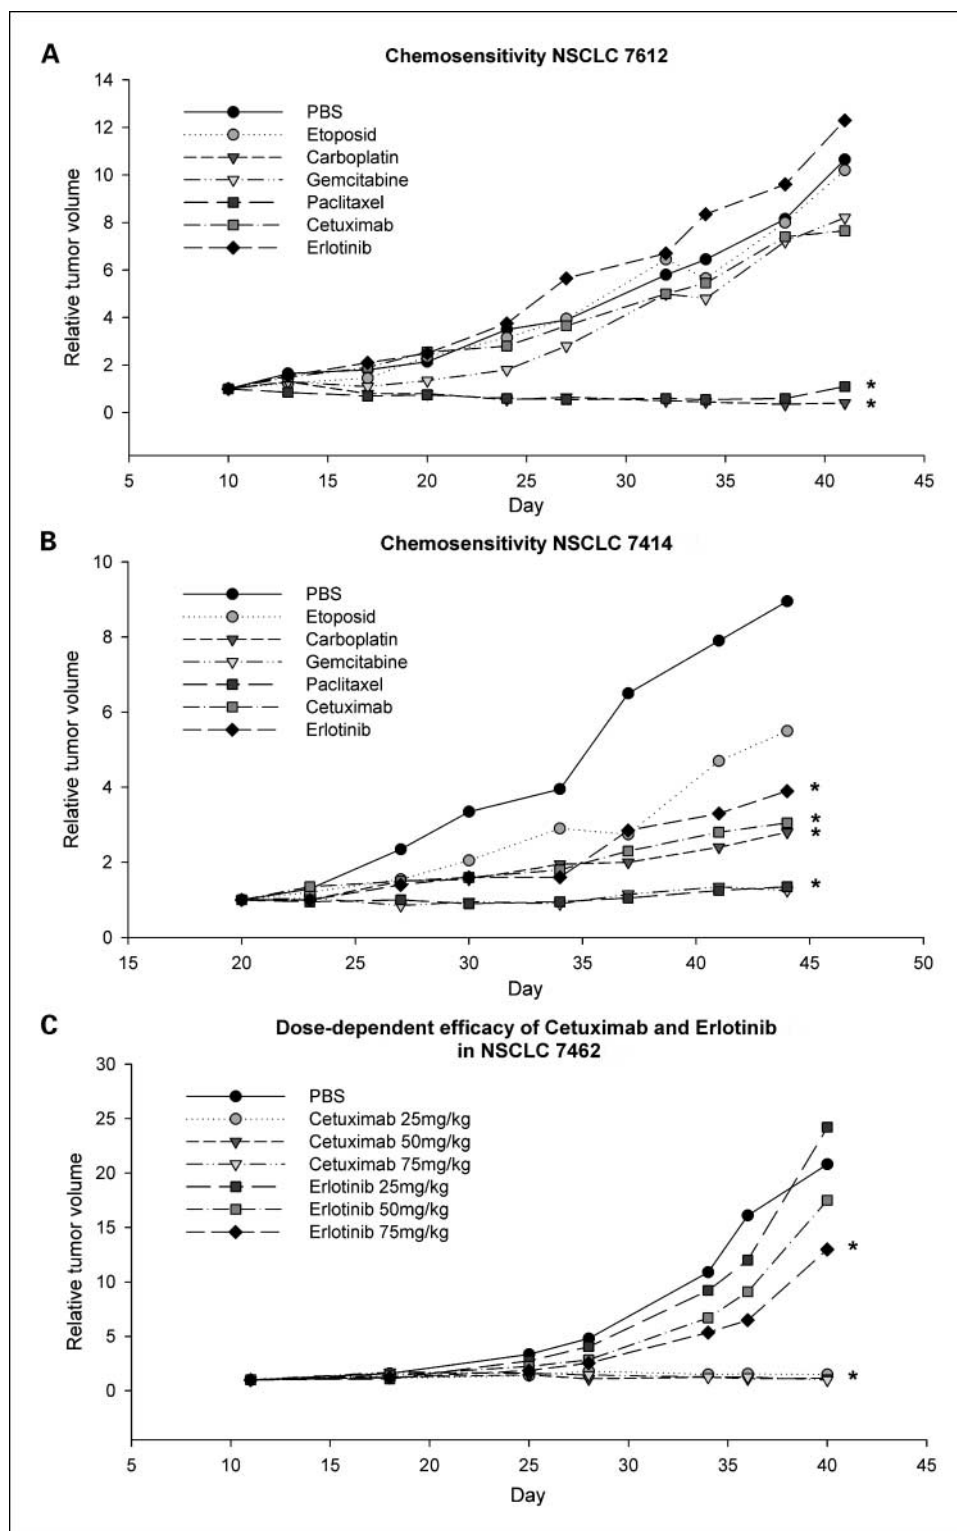 A
Chemosensitivity NSCLC 7612
14
12
10
8
6
4
2
0
Relative tumor volume
PBS
Etoposid
Carboplatin
Gemcitabine
Paclitaxel
Cetuximab
Erlotinib
*
*
5 10 15 20 25 30 35 40 45
Day
B
Chemosensitivity NSCLC 7414
10
8
6
4
2
0
Relative tumor volume
PBS
Etoposid
Carboplatin
Gemcitabine
Paclitaxel
Cetuximab
Erlotinib
*
*
*
*
15 20 25 30 35 40 45 50
Day
C
Dose-dependent efficacy of Cetuximab and Erlotinib
in NSCLC 7462
30
25
20
15
10
5
0
Relative tumor volume
PBS
Cetuximab 25mg/kg
Cetuximab 50mg/kg
Cetuximab 75mg/kg
Erlotinib 25mg/kg
Erlotinib 50mg/kg
Erlotinib 75mg/kg
*
*
5 10 15 20 25 30 35 40 45
Day